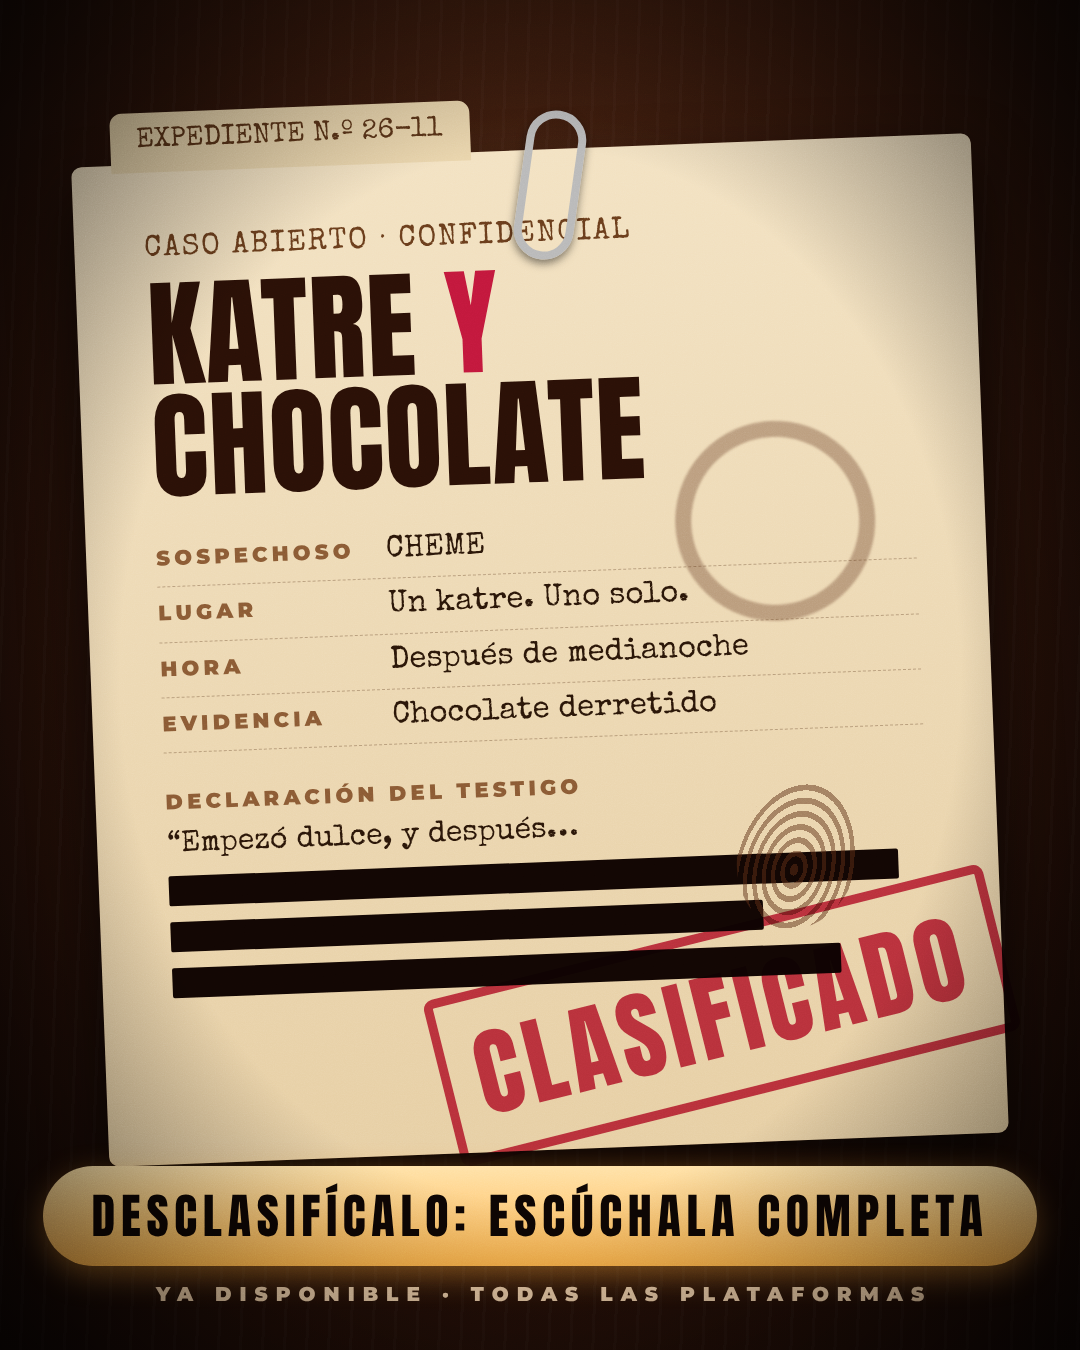 EXPEDIENTE N.º 26-11
CASO ABIERTO · CONFIDENCIAL
KATRE Y
CHOCOLATE
SOSPECHOSO CHEME
LUGAR Un katre. Uno solo.
HORA Después de medianoche
EVIDENCIA Chocolate derretido
DECLARACIÓN DEL TESTIGO
“Empezó dulce, y después...
CLASIFICADO
DESCLASIFÍCALO: ESCÚCHALA COMPLETA
YA DISPONIBLE · TODAS LAS PLATAFORMAS